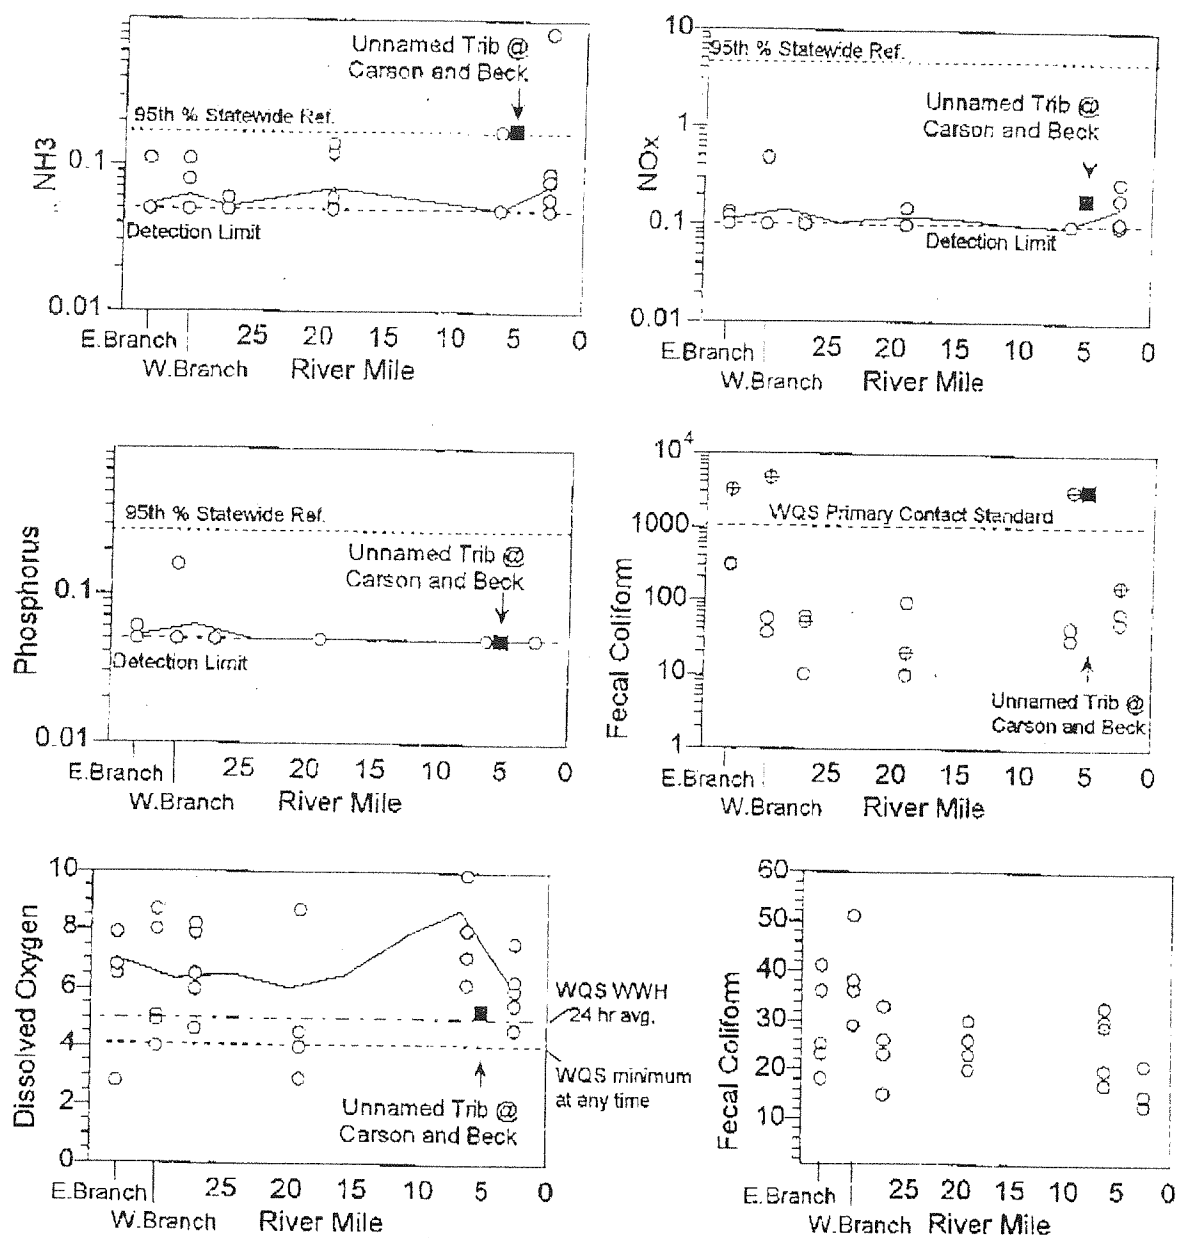 Unnamed Trib @
Carson and Beck
95th % Statewide Ref.
NH3
0.1
Detection Limit
0.01
E.Branch 25 20 15 10 5 0
W.Branch River Mile
10
95th % Statewide Ref.
Unnamed Trib @
Carson and Beck
1
NOx
0.1
Detection Limit
0.01
E.Branch 25 20 15 10 5 0
W.Branch River Mile
95th % Statewide Ref.
Unnamed Trib @
Carson and Beck
Phosphorus
0.1
Detection Limit
0.01
E.Branch 25 20 15 10 5 0
W.Branch River Mile
10^4
WQS Primary Contact Standard
1000
Fecal Coliform
100
10
Unnamed Trib @
Carson and Beck
1
E.Branch 25 20 15 10 5 0
W.Branch River Mile
10
8
Dissolved Oxygen
6
WQS WWH
24 hr avg.
4
WQS minimum
at any time
2
Unnamed Trib @
Carson and Beck
0
E.Branch 25 20 15 10 5 0
W.Branch River Mile
60
50
40
Fecal Coliform
30
20
10
E.Branch 25 20 15 10 5 0
W.Branch River Mile